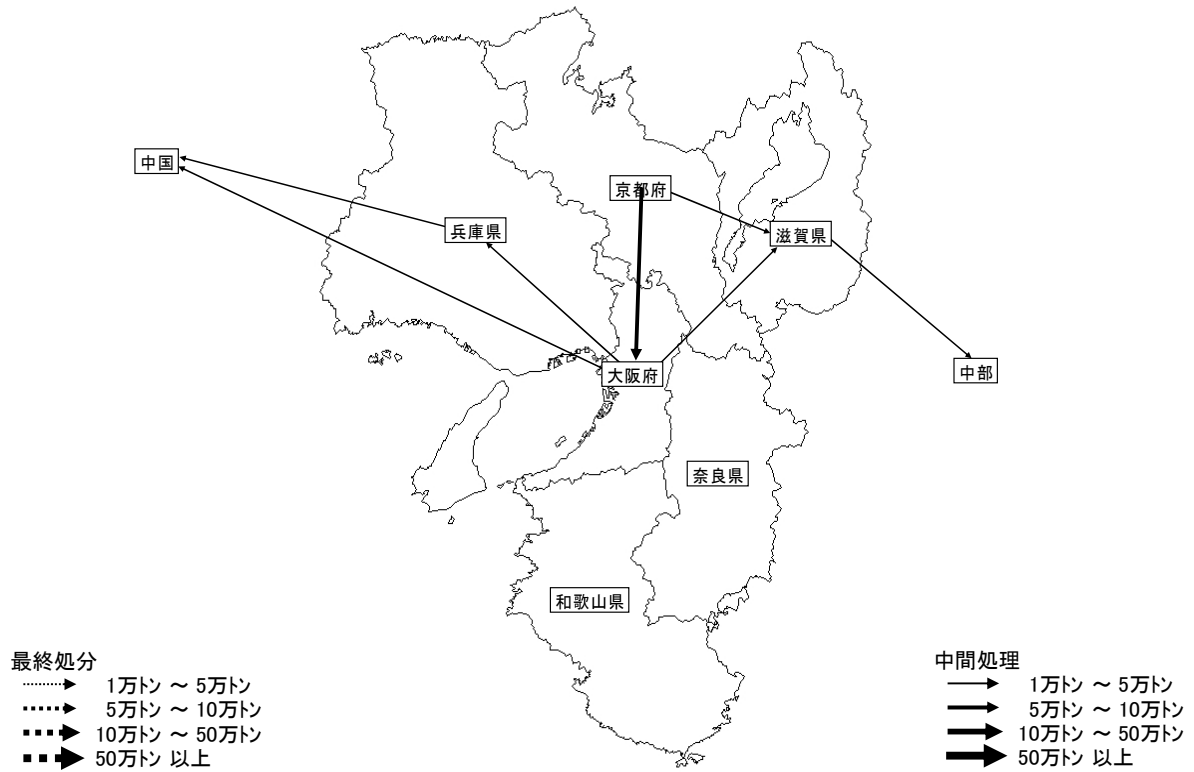 中国
京都府
兵庫県
滋賀県
大阪府
中部
奈良県
和歌山県
最終処分
1万トン ～ 5万トン
5万トン ～ 10万トン
10万トン ～ 50万トン
50万トン 以上
中間処理
1万トン ～ 5万トン
5万トン ～ 10万トン
10万トン ～ 50万トン
50万トン 以上